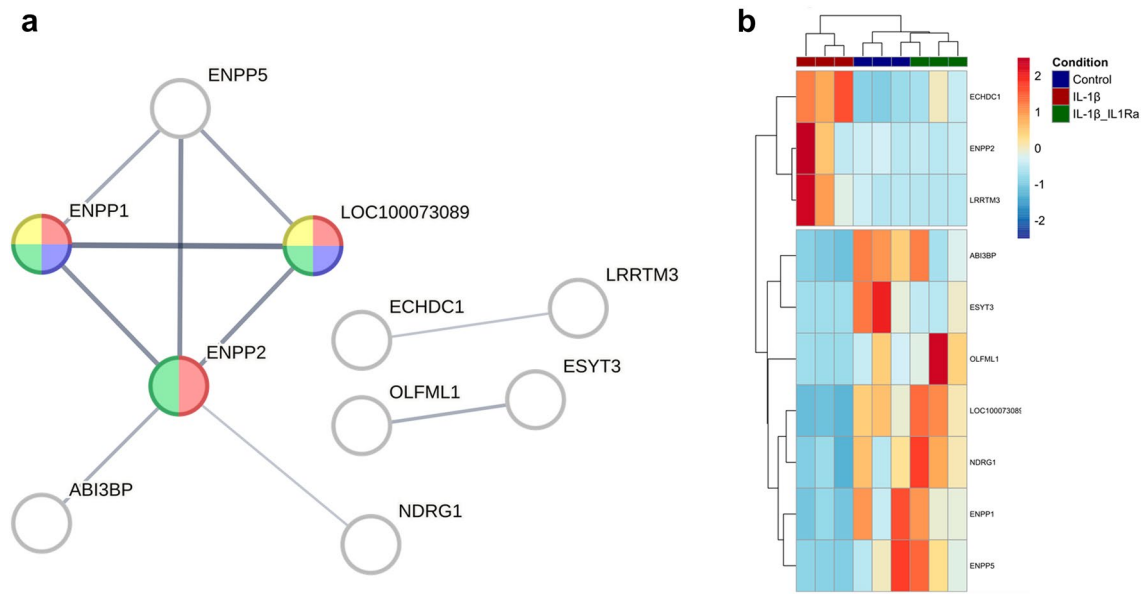 a
ENPP5
ENPP1
LOC100073089
ENPP2
ABI3BP
NDRG1
ECHDC1
LRRTM3
OLFML1
ESYT3
b
ECHDC1
ENPP2
LRRTM3
ABI3BP
ESYT3
OLFML1
LOC10007308
NDRG1
ENPP1
ENPP5
2
1
0
-1
-2
Condition
Control
IL-1β
IL-1β_IL1Ra